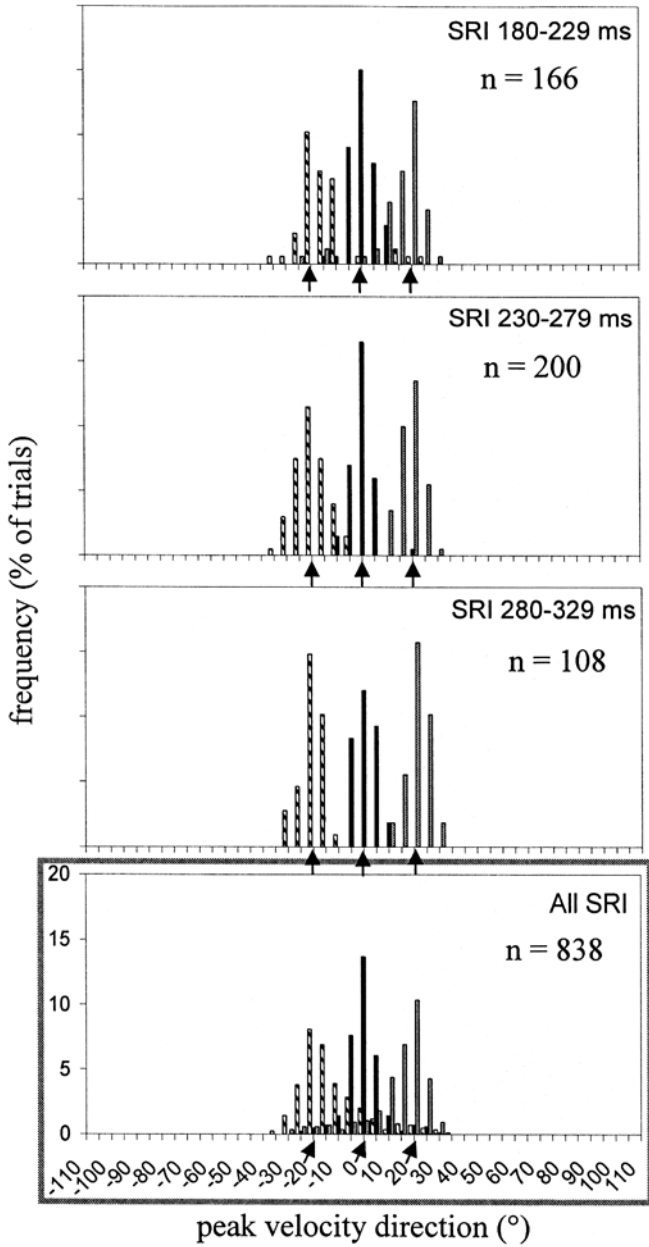 SRI 180-229 ms
n = 166
SRI 230-279 ms
n = 200
SRI 280-329 ms
n = 108
frequency (% of trials)
All SRI
n = 838
20
15
10
5
0
-110 -100 -90 -80 -70 -60 -50 -40 -30 -20 -10 0 10 20 30 40 50 60 70 80 90 100 110
peak velocity direction (°)